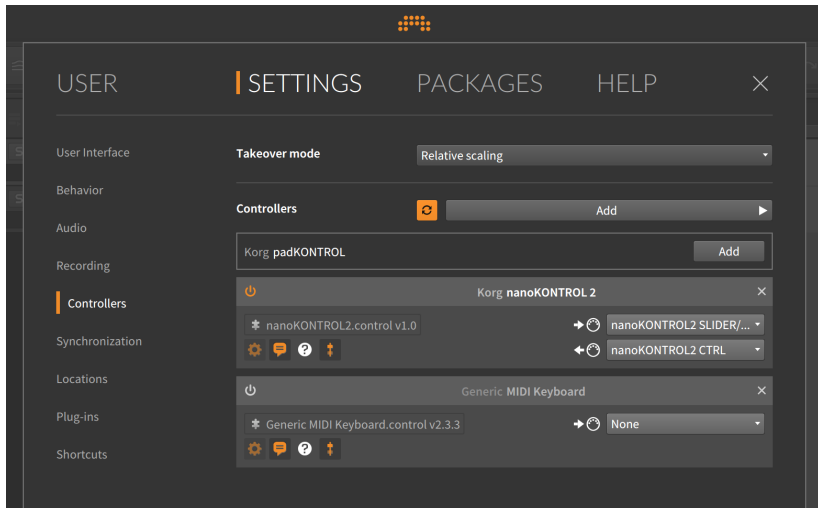 USER
SETTINGS
PACKAGES
HELP
User Interface
Behavior
Audio
Recording
Controllers
Synchronization
Locations
Plug-ins
Shortcuts
Takeover mode
Relative scaling
Controllers
Add
Korg padKONTROL
Add
Korg nanoKONTROL 2
nanoKONTROL2.control v1.0
nanoKONTROL2 SLIDER/...
nanoKONTROL2 CTRL
Generic MIDI Keyboard
Generic MIDI Keyboard.control v2.3.3
None